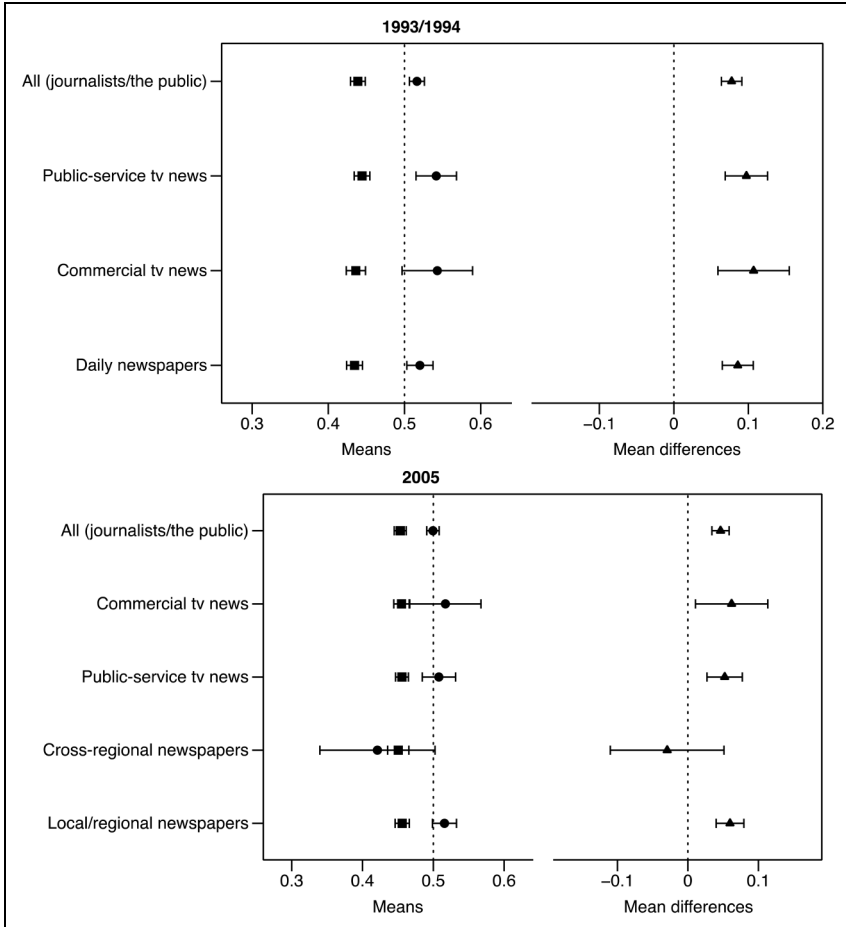 1993/1994
All (journalists/the public)
Public-service tv news
Commercial tv news
Daily newspapers
0.3 0.4 0.5 0.6 −0.1 0 0.1 0.2
Means Mean differences
2005
All (journalists/the public)
Commercial tv news
Public-service tv news
Cross-regional newspapers
Local/regional newspapers
0.3 0.4 0.5 0.6 −0.1 0 0.1
Means Mean differences